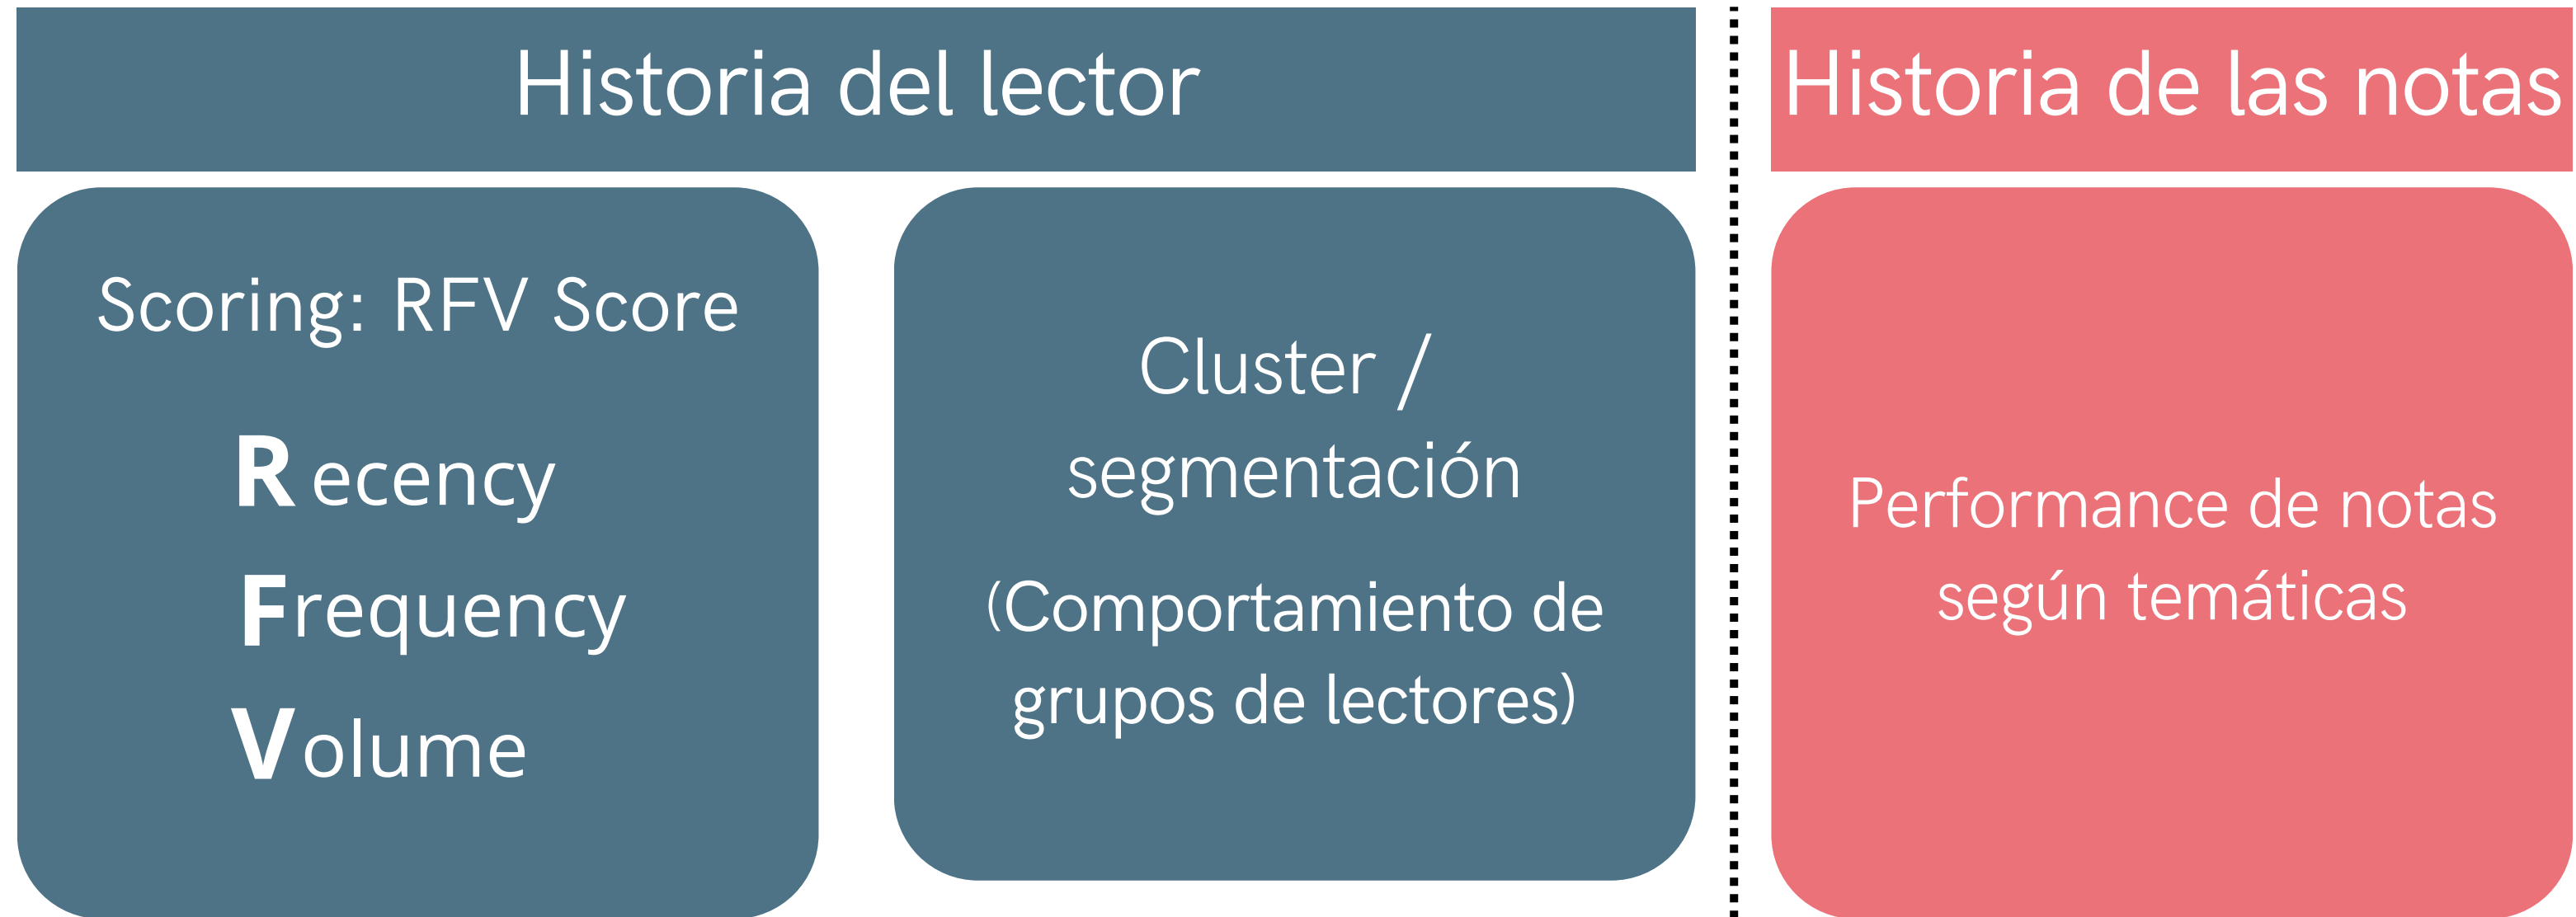 Historia del lector
Historia de las notas
Scoring: RFV Score
Recency
Frequency
Volume
Cluster /
segmentación
(Comportamiento de
grupos de lectores)
Performance de notas
según temáticas